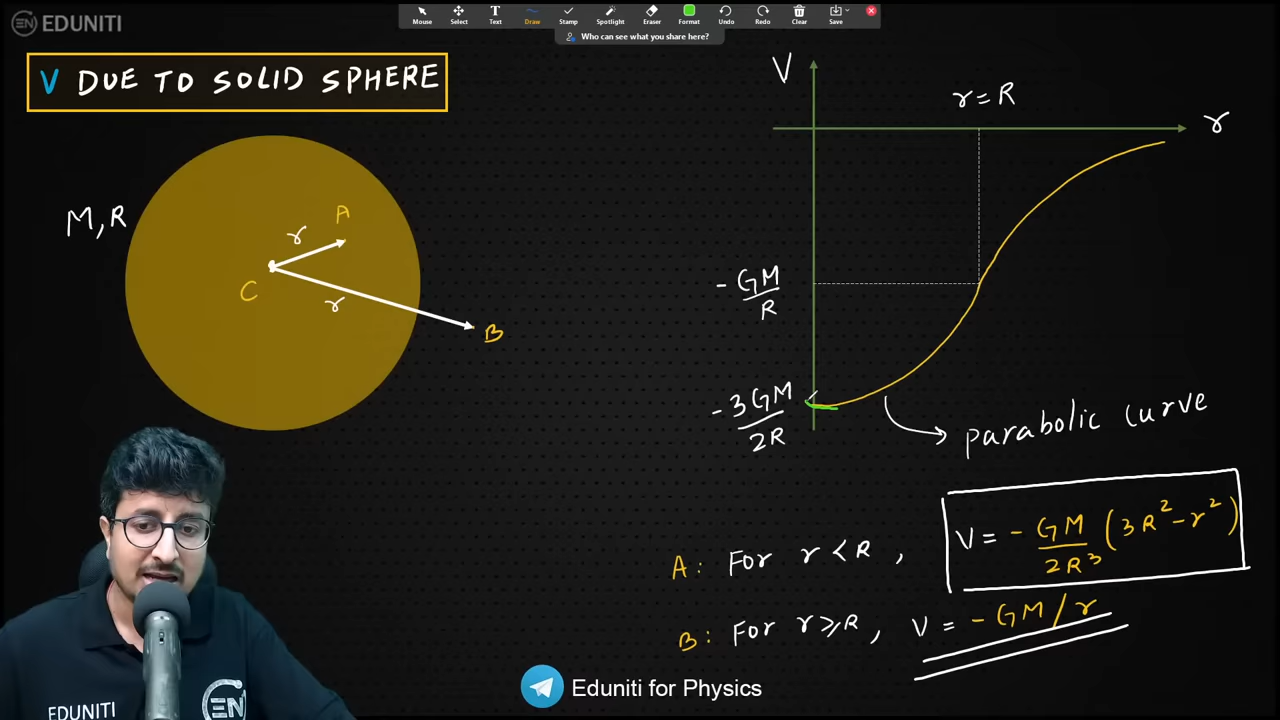 EN EDUNITI
Mouse Select Text Draw Stamp Spotlight Eraser Format Undo Redo Clear Save
Who can see what you share here?
V DUE TO SOLID SPHERE
V
r = R
r
M, R
A
r
C
r
B
- GM/R
- 3GM/2R
parabolic curve
A: For r < R, V = - GM/2R³ (3R² - r²)
B: For r ⩾ R, V = - GM / r
Eduniti for Physics
EDUNITI
EN